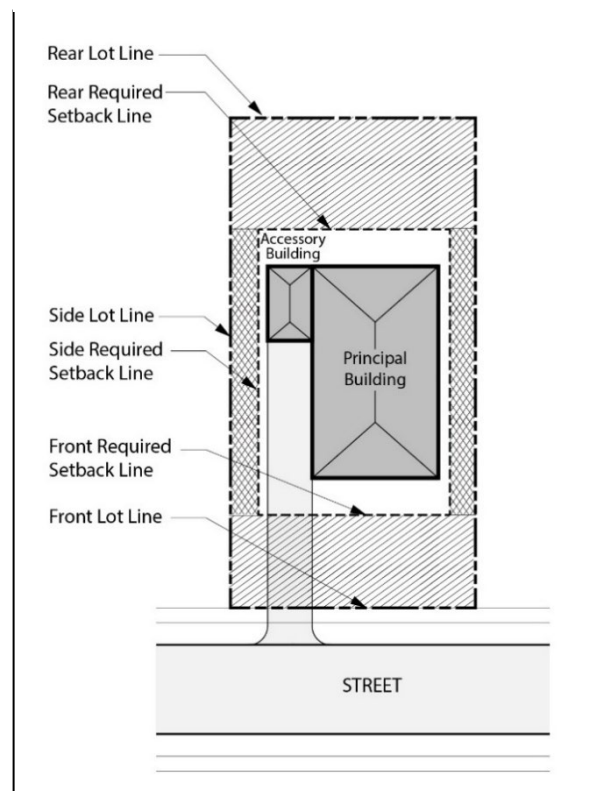 Rear Lot Line
Rear Required
Setback Line
Accessory
Building
Side Lot Line
Side Required
Setback Line
Principal
Building
Front Required
Setback Line
Front Lot Line
STREET